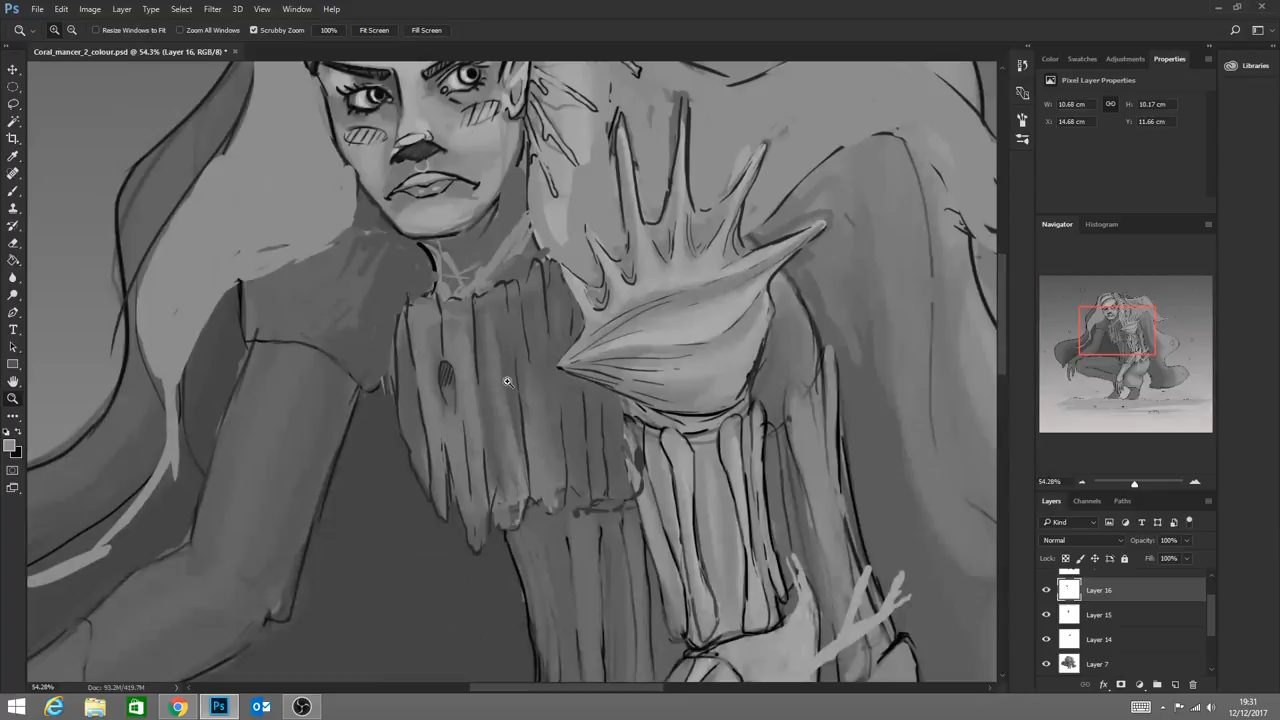 Ps File Edit Image Layer Type Select Filter 3D View Window Help
Resize Windows to Fit Zoom All Windows Scrubby Zoom 100% Fit Screen Fill Screen
Coral_mancer_2_colour.psd @ 54.3% (Layer 16, RGB/8) *
Color Swatches Adjustments Properties
Libraries
Pixel Layer Properties
W: 10.68 cm H: 10.17 cm
X: 14.68 cm Y: 11.66 cm
Navigator Histogram
54.28%
Layers Channels Paths
Kind
Normal Opacity: 100%
Lock: Fill: 100%
Layer 16
Layer 15
Layer 14
Layer 7
54.28% Doc: 93.2M/419.7M
19:31
12/12/2017